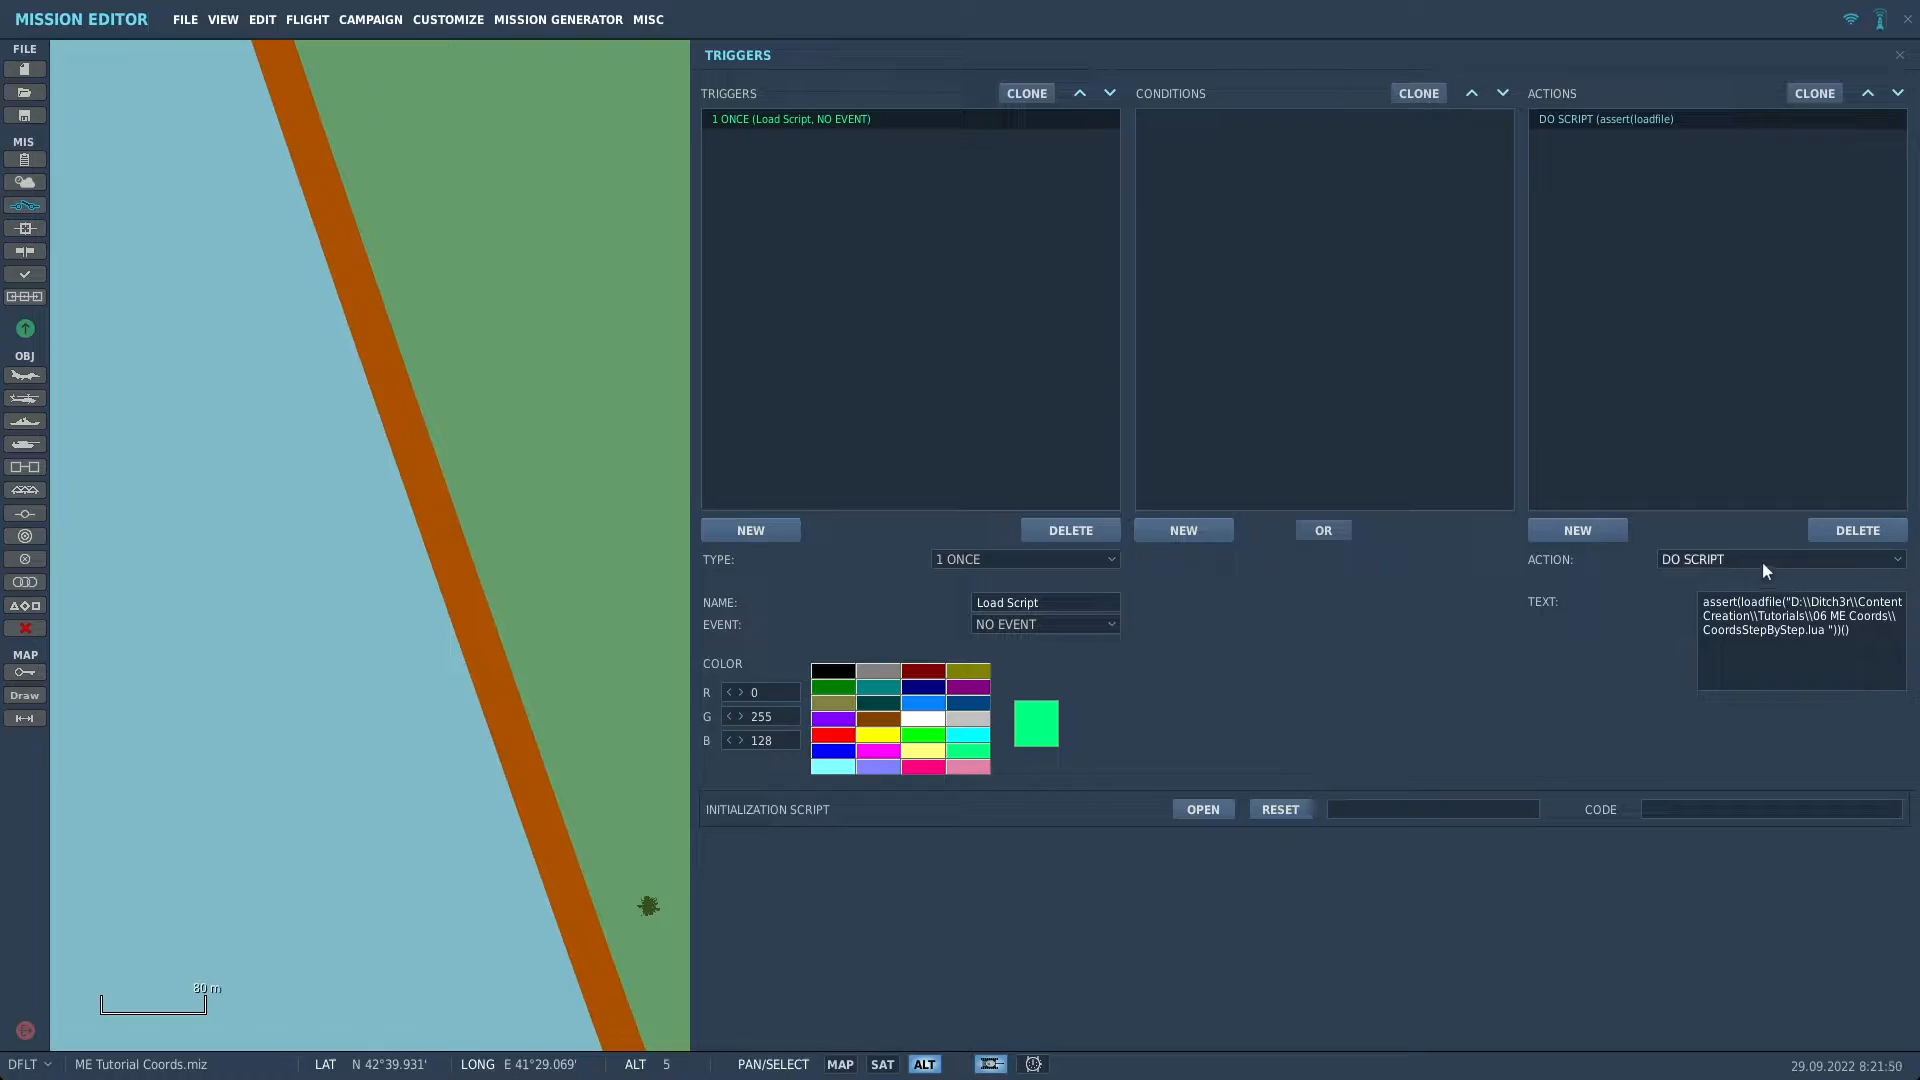 MISSION EDITOR FILE VIEW EDIT FLIGHT CAMPAIGN CUSTOMIZE MISSION GENERATOR MISC
FILE
MIS
OBJ
MAP
Draw
TRIGGERS
TRIGGERS CLONE
1 ONCE (Load Script, NO EVENT)
NEW DELETE
TYPE: 1 ONCE
NAME: Load Script
EVENT: NO EVENT
COLOR
R < > 0
G < > 255
B < > 128
CONDITIONS CLONE
NEW OR
ACTIONS CLONE
DO SCRIPT (assert(loadfile)
NEW DELETE
ACTION: DO SCRIPT
TEXT: assert(loadfile("D:\\Ditch3r\\Content
Creation\\Tutorials\\06 ME Coords\\
CoordsStepByStep.lua "))()
INITIALIZATION SCRIPT OPEN RESET CODE
80 m
DFLT ME Tutorial Coords.miz LAT N 42°39.931' LONG E 41°29.069' ALT 5 PAN/SELECT MAP SAT ALT 29.09.2022 8:21:50